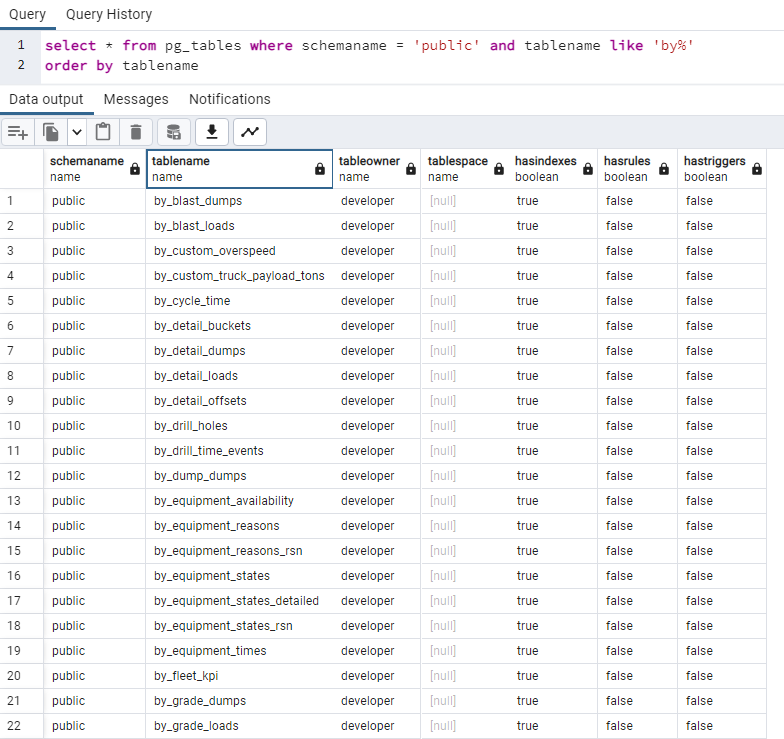 Query Query History
1 select * from pg_tables where schemaname = 'public' and tablename like 'by%'
2 order by tablename
Data output Messages Notifications
schemaname tablename tableowner tablespace hasindexes hasrules hastriggers
name name name name boolean boolean boolean
1 public by_blast_dumps developer [null] true false false
2 public by_blast_loads developer [null] true false false
3 public by_custom_overspeed developer [null] true false false
4 public by_custom_truck_payload_tons developer [null] true false false
5 public by_cycle_time developer [null] true false false
6 public by_detail_buckets developer [null] true false false
7 public by_detail_dumps developer [null] true false false
8 public by_detail_loads developer [null] true false false
9 public by_detail_offsets developer [null] true false false
10 public by_drill_holes developer [null] true false false
11 public by_drill_time_events developer [null] true false false
12 public by_dump_dumps developer [null] true false false
13 public by_equipment_availability developer [null] true false false
14 public by_equipment_reasons developer [null] true false false
15 public by_equipment_reasons_rsn developer [null] true false false
16 public by_equipment_states developer [null] true false false
17 public by_equipment_states_detailed developer [null] true false false
18 public by_equipment_states_rsn developer [null] true false false
19 public by_equipment_times developer [null] true false false
20 public by_fleet_kpi developer [null] true false false
21 public by_grade_dumps developer [null] true false false
22 public by_grade_loads developer [null] true false false